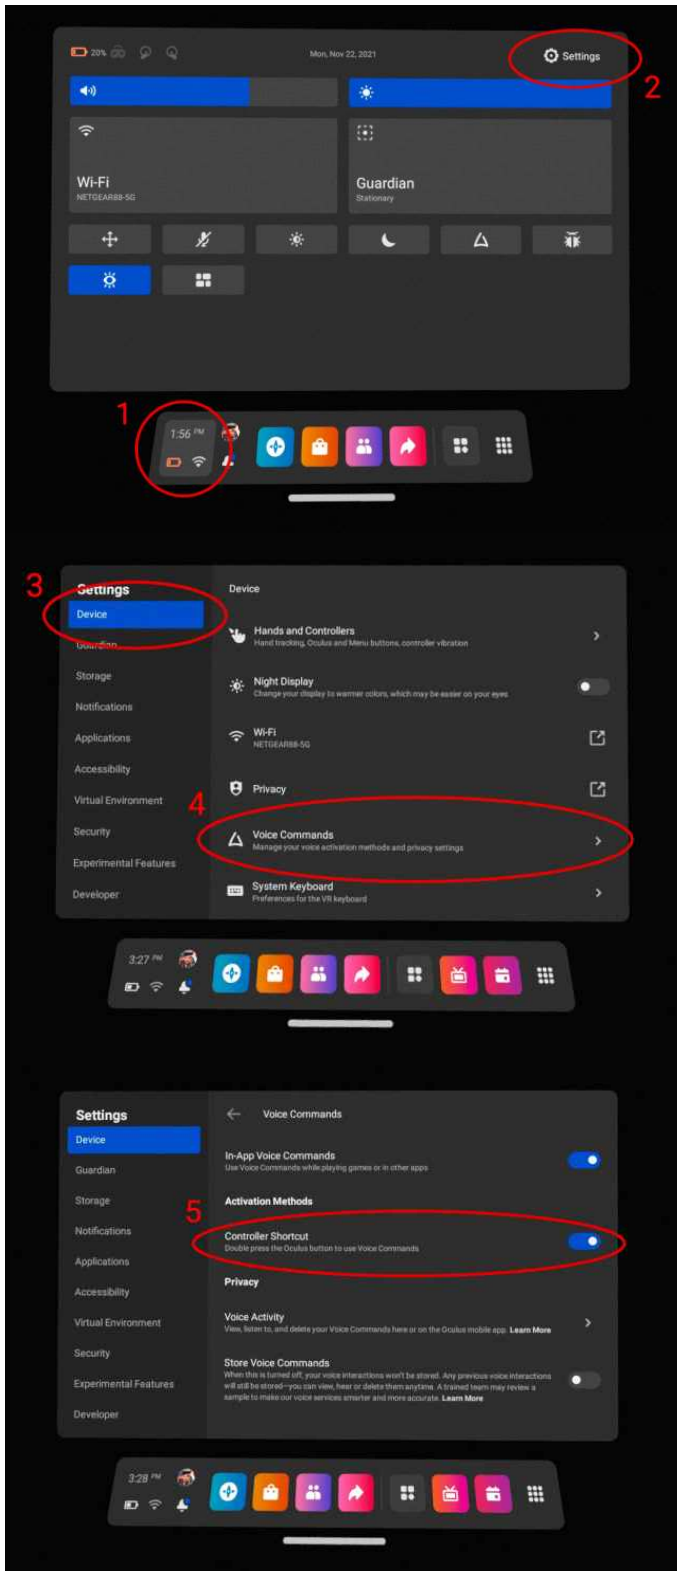 20%
Mon, Nov 22, 2021
Settings
2
Wi-Fi
NETGEAR88-5G
Guardian
Stationary
1
1:56 PM
3
Settings
Device
Device
Guardian
Storage
Notifications
Applications
Accessibility
Virtual Environment
Security
Experimental Features
Developer
Hands and Controllers
Hand tracking, Oculus and Menu buttons, controller vibration
Night Display
Change your display to warmer colors, which may be easier on your eyes
Wi-Fi
NETGEAR88-5G
Privacy
4
Voice Commands
Manage your voice activation methods and privacy settings
System Keyboard
Preferences for the VR keyboard
3:27 PM
Settings
Device
Guardian
Storage
Notifications
Applications
Accessibility
Virtual Environment
Security
Experimental Features
Developer
Voice Commands
In-App Voice Commands
Use Voice Commands while playing games or in other apps
Activation Methods
5
Controller Shortcut
Double press the Oculus button to use Voice Commands
Privacy
Voice Activity
View, listen to, and delete your Voice Commands here or on the Oculus mobile app. Learn More
Store Voice Commands
When this is turned off, your voice interactions won't be stored. Any previous voice interactions
will still be stored—you can view, hear or delete them anytime. A trained team may review a
sample to make our voice services smarter and more accurate. Learn More
3:28 PM